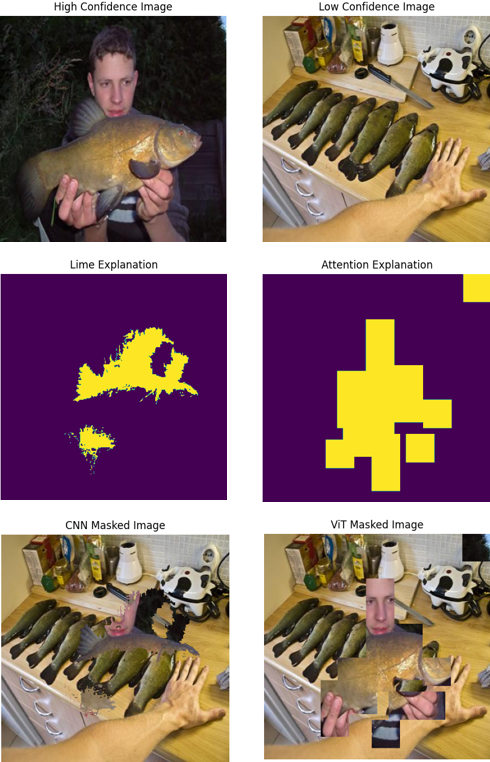 High Confidence Image
Low Confidence Image
Lime Explanation
Attention Explanation
CNN Masked Image
ViT Masked Image